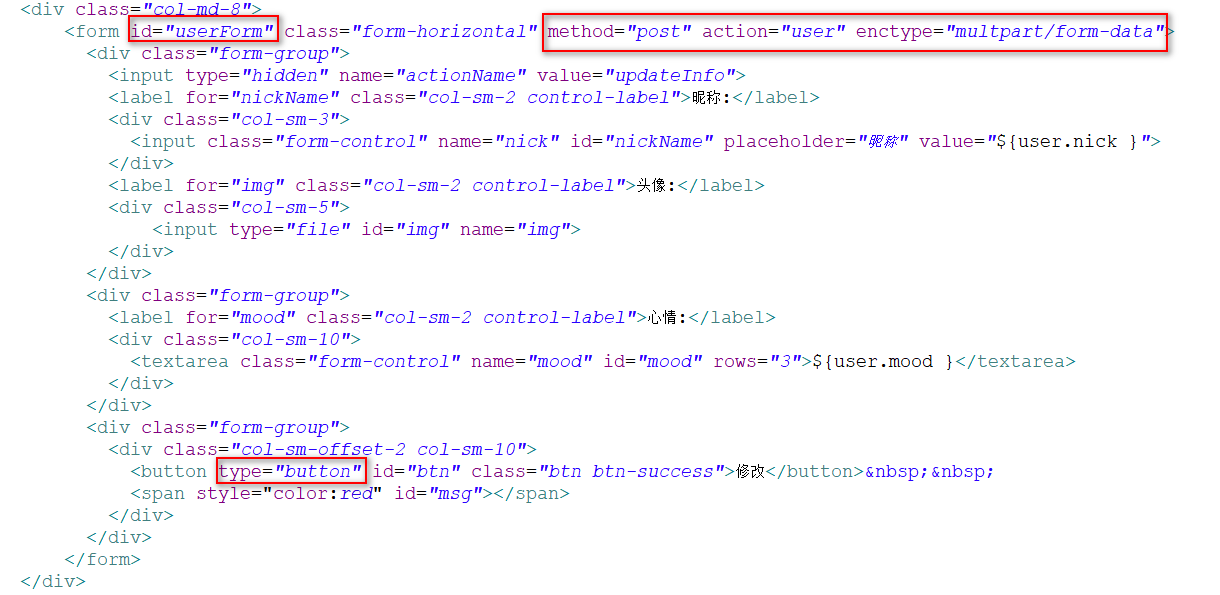 <div class="col-md-8">
<form id="userForm" class="form-horizontal" method="post" action="user" enctype="multpart/form-data">
<div class="form-group">
<input type="hidden" name="actionName" value="updateInfo">
<label for="nickName" class="col-sm-2 control-label">昵称:</label>
<div class="col-sm-3">
<input class="form-control" name="nick" id="nickName" placeholder="昵称" value="${user.nick }">
</div>
<label for="img" class="col-sm-2 control-label">头像:</label>
<div class="col-sm-5">
<input type="file" id="img" name="img">
</div>
</div>
<div class="form-group">
<label for="mood" class="col-sm-2 control-label">心情:</label>
<div class="col-sm-10">
<textarea class="form-control" name="mood" id="mood" rows="3">${user.mood }</textarea>
</div>
</div>
<div class="form-group">
<div class="col-sm-offset-2 col-sm-10">
<button type="button" id="btn" class="btn btn-success">修改</button>&nbsp;&nbsp;
<span style="color:red" id="msg"></span>
</div>
</div>
</form>
</div>